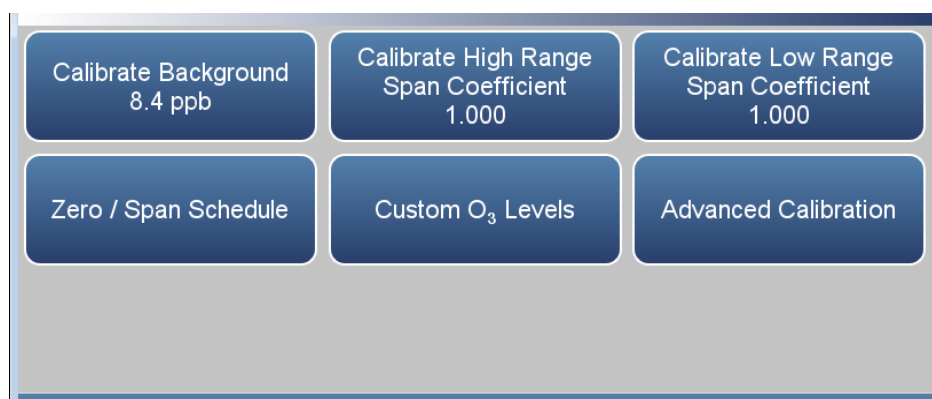 Calibrate Background
8.4 ppb
Calibrate High Range
Span Coefficient
1.000
Calibrate Low Range
Span Coefficient
1.000
Zero / Span Schedule
Custom O₃ Levels
Advanced Calibration